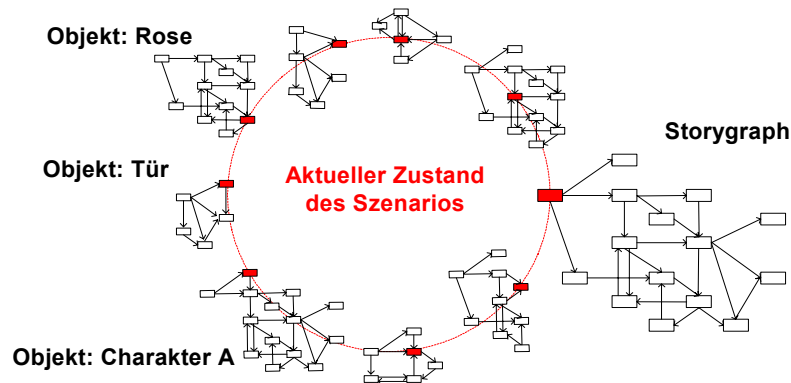 Objekt: Rose
Storygraph
Objekt: Tür
Aktueller Zustand
des Szenarios
Objekt: Charakter A